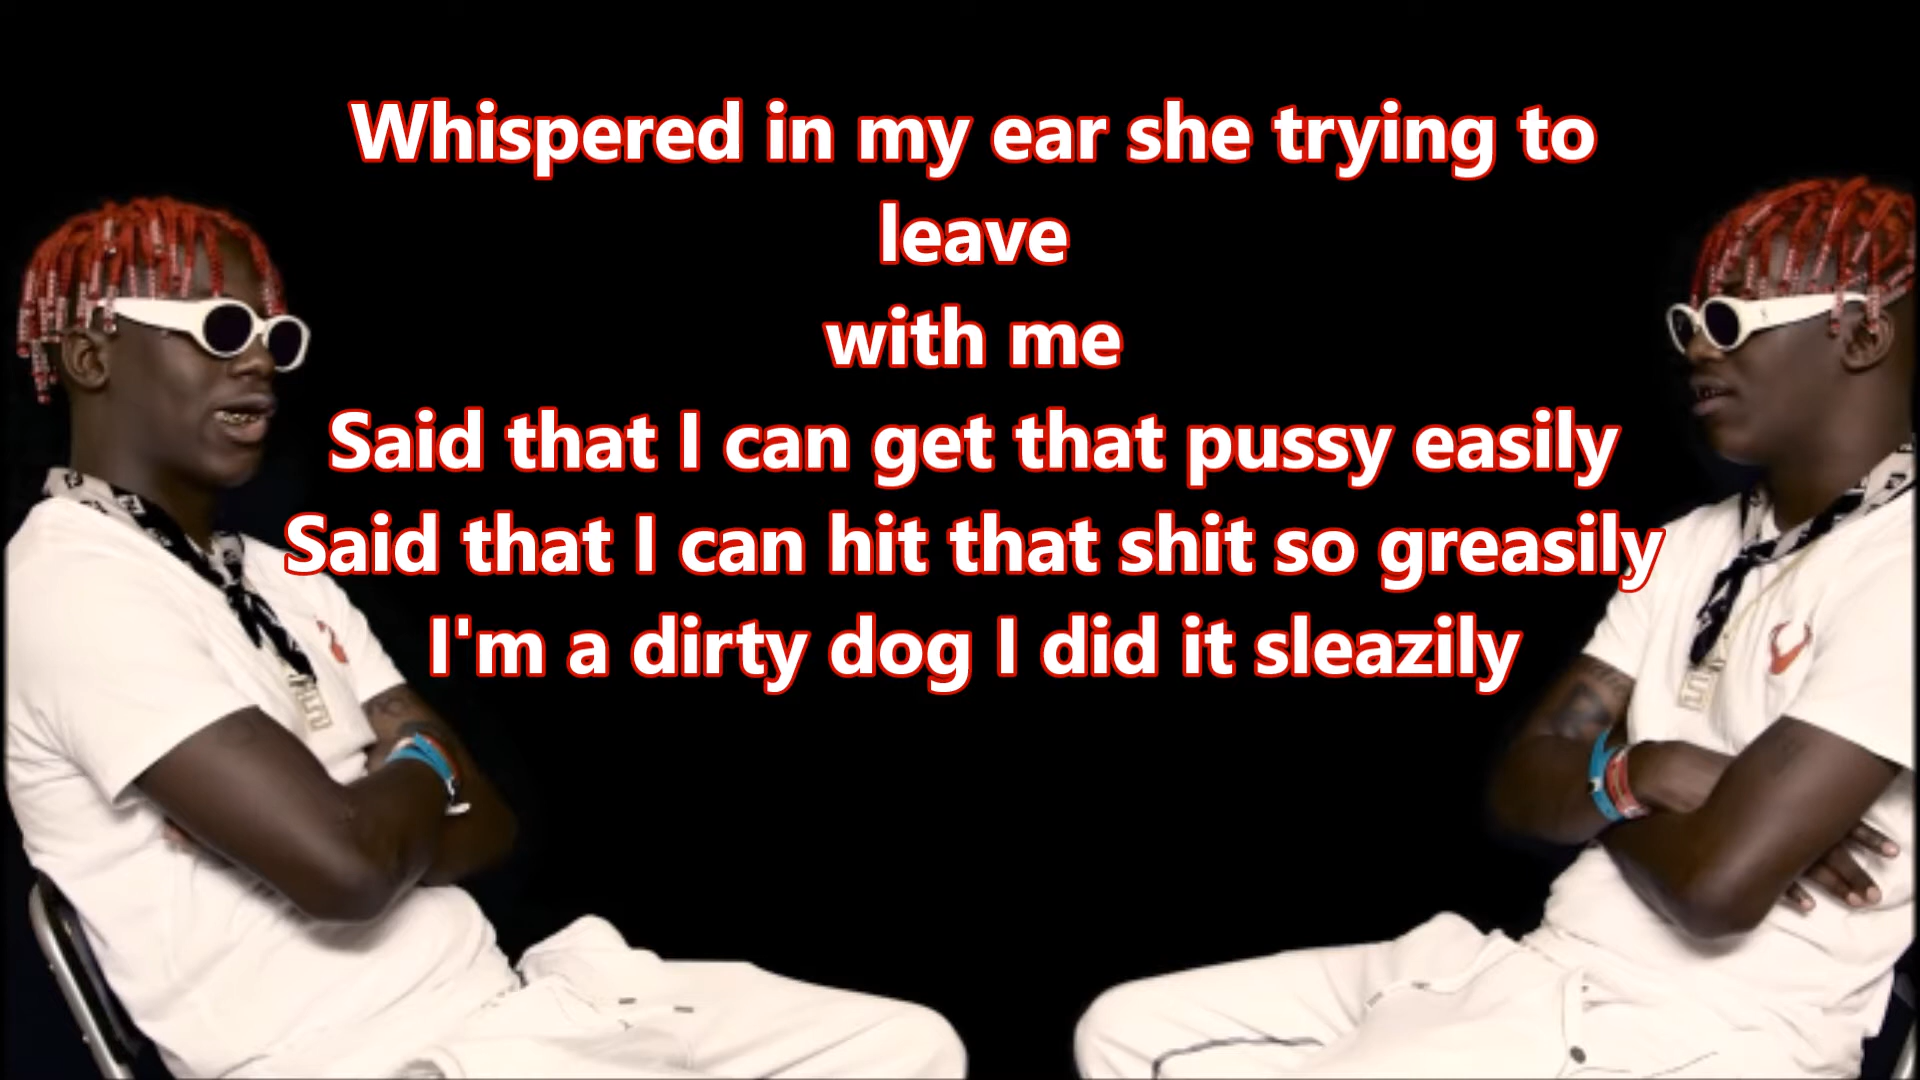 Whispered in my ear she trying to
leave
with me
Said that I can get that pussy easily
Said that I can hit that shit so greasily
I'm a dirty dog I did it sleazily